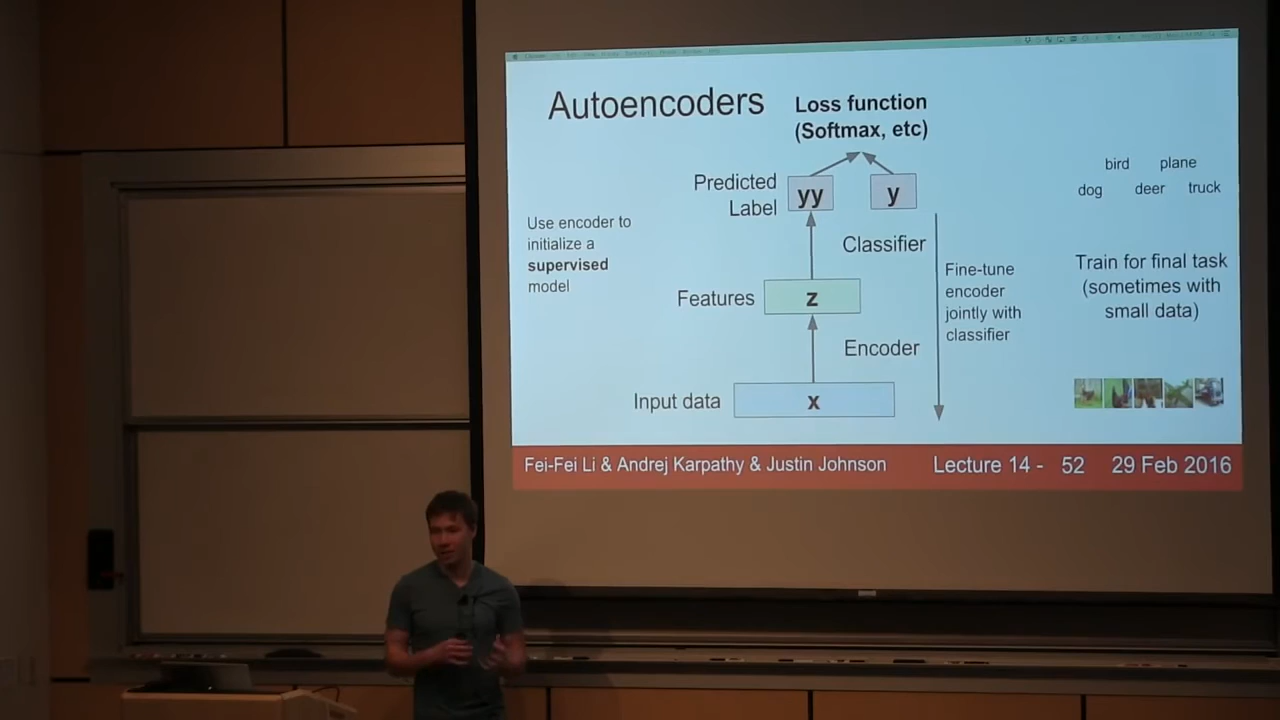 Autoencoders
Loss function
(Softmax, etc)
Predicted
Label
yy
y
bird plane
dog deer truck
Use encoder to
initialize a
supervised
model
Classifier
Features
z
Fine-tune
encoder
jointly with
classifier
Train for final task
(sometimes with
small data)
Encoder
Input data
x
Fei-Fei Li & Andrej Karpathy & Justin Johnson
Lecture 14 - 52
29 Feb 2016